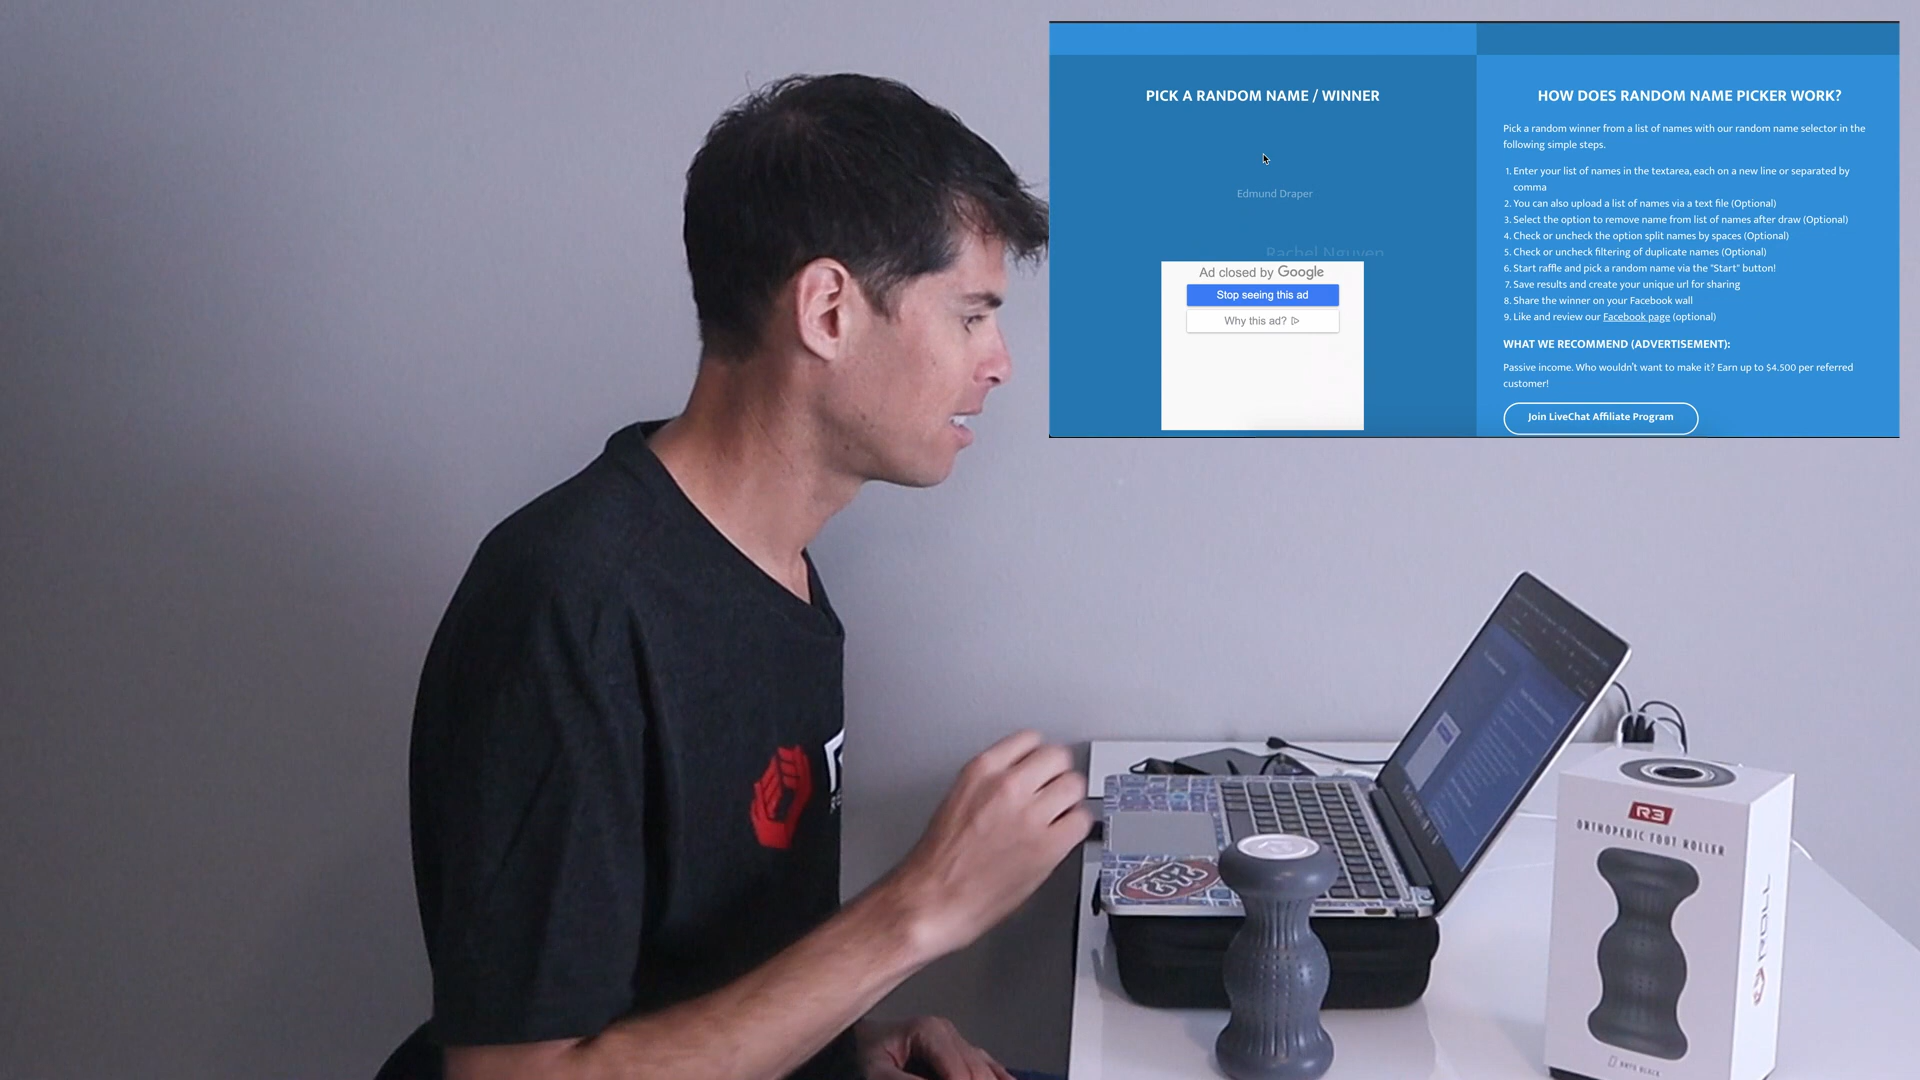 PICK A RANDOM NAME / WINNER
Edmund Draper
Rachel Nguyen
Ad closed by Google
Stop seeing this ad
Why this ad?
HOW DOES RANDOM NAME PICKER WORK?
Pick a random winner from a list of names with our random name selector in the
following simple steps.
1. Enter your list of names in the textarea, each on a new line or separated by
comma
2. You can also upload a list of names via a text file (Optional)
3. Select the option to remove name from list of names after draw (Optional)
4. Check or uncheck the option split names by spaces (Optional)
5. Check or uncheck filtering of duplicate names (Optional)
6. Start raffle and pick a random name via the "Start" button!
7. Save results and create your unique url for sharing
8. Share the winner on your Facebook wall
9. Like and review our Facebook page (optional)
WHAT WE RECOMMEND (ADVERTISEMENT):
Passive income. Who wouldn't want to make it? Earn up to $4.500 per referred
customer!
Join LiveChat Affiliate Program
R3
ORTHOPEDIC FOOT ROLLER
ROLL